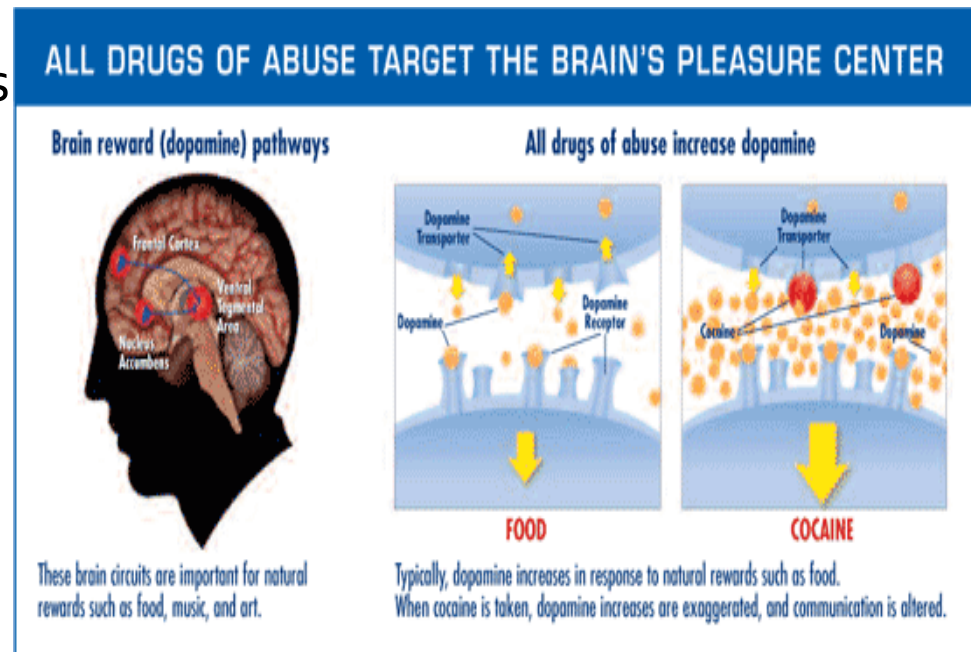 s
ALL DRUGS OF ABUSE TARGET THE BRAIN'S PLEASURE CENTER
Brain reward (dopamine) pathways
Frontal Cortex
Ventral
Tegmental
Area
Nucleus
Accumbens
These brain circuits are important for natural
rewards such as food, music, and art.
All drugs of abuse increase dopamine
Dopamine
Transporter
Dopamine
Dopamine
Receptor
FOOD
Dopamine
Transporter
Cocaine
Dopamine
COCAINE
Typically, dopamine increases in response to natural rewards such as food.
When cocaine is taken, dopamine increases are exaggerated, and communication is altered.